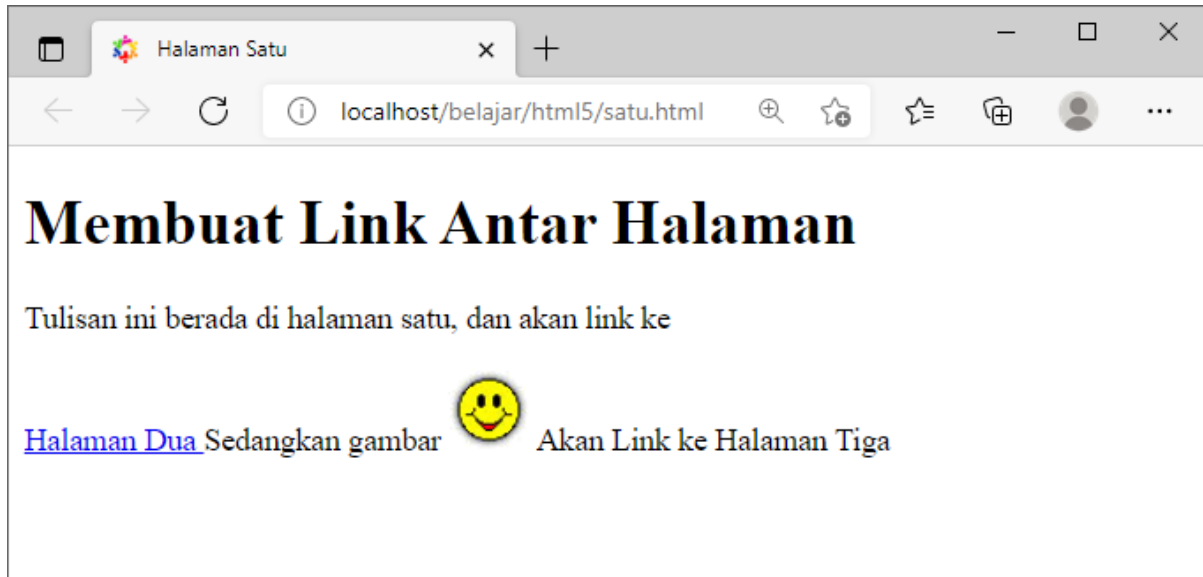 Halaman Satu
localhost/belajar/html5/satu.html
Membuat Link Antar Halaman
Tulisan ini berada di halaman satu, dan akan link ke
Halaman Dua Sedangkan gambar Akan Link ke Halaman Tiga